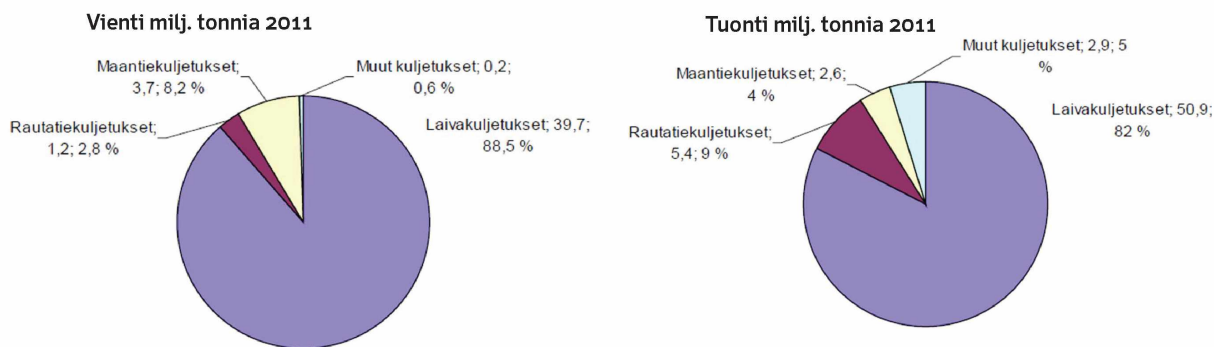 Vienti milj. tonnia 2011
Maantiekuljetukset;
3,7; 8,2 %
Muut kuljetukset; 0,2;
0,6 %
Rautatiekuljetukset;
1,2; 2,8 %
Laivakuljetukset; 39,7;
88,5 %
Tuonti milj. tonnia 2011
Muut kuljetukset; 2,9; 5
%
Maantiekuljetukset; 2,6;
4 %
Laivakuljetukset; 50,9;
82 %
Rautatiekuljetukset;
5,4; 9 %